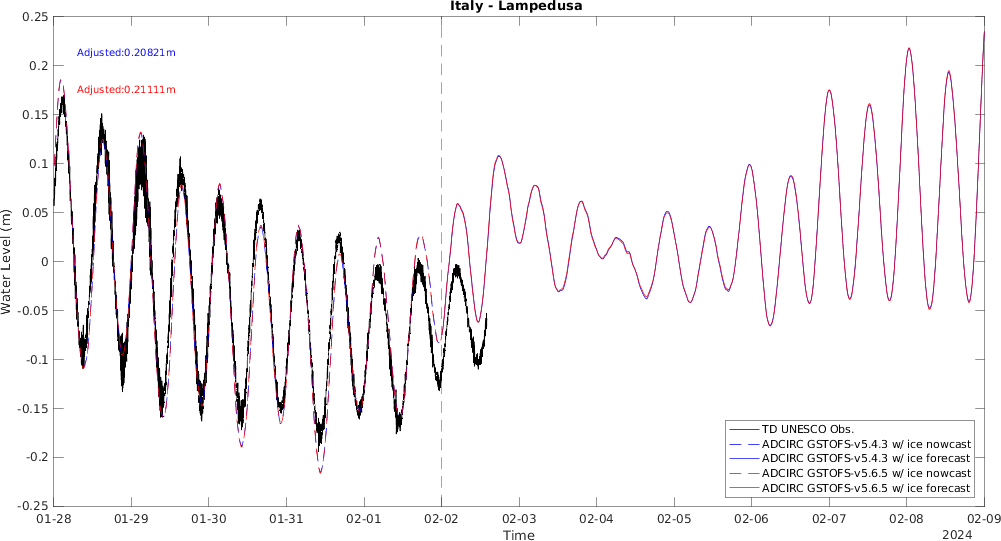 Italy - Lampedusa
Adjusted:0.20821m
Adjusted:0.21111m
Water Level (m)
0.25
0.2
0.15
0.1
0.05
0
-0.05
-0.1
-0.15
-0.2
-0.25
TD UNESCO Obs.
ADCIRC GSTOFS-v5.4.3 w/ ice nowcast
ADCIRC GSTOFS-v5.4.3 w/ ice forecast
ADCIRC GSTOFS-v5.6.5 w/ ice nowcast
ADCIRC GSTOFS-v5.6.5 w/ ice forecast
01-28 01-29 01-30 01-31 02-01 02-02 02-03 02-04 02-05 02-06 02-07 02-08 02-09
Time
2024